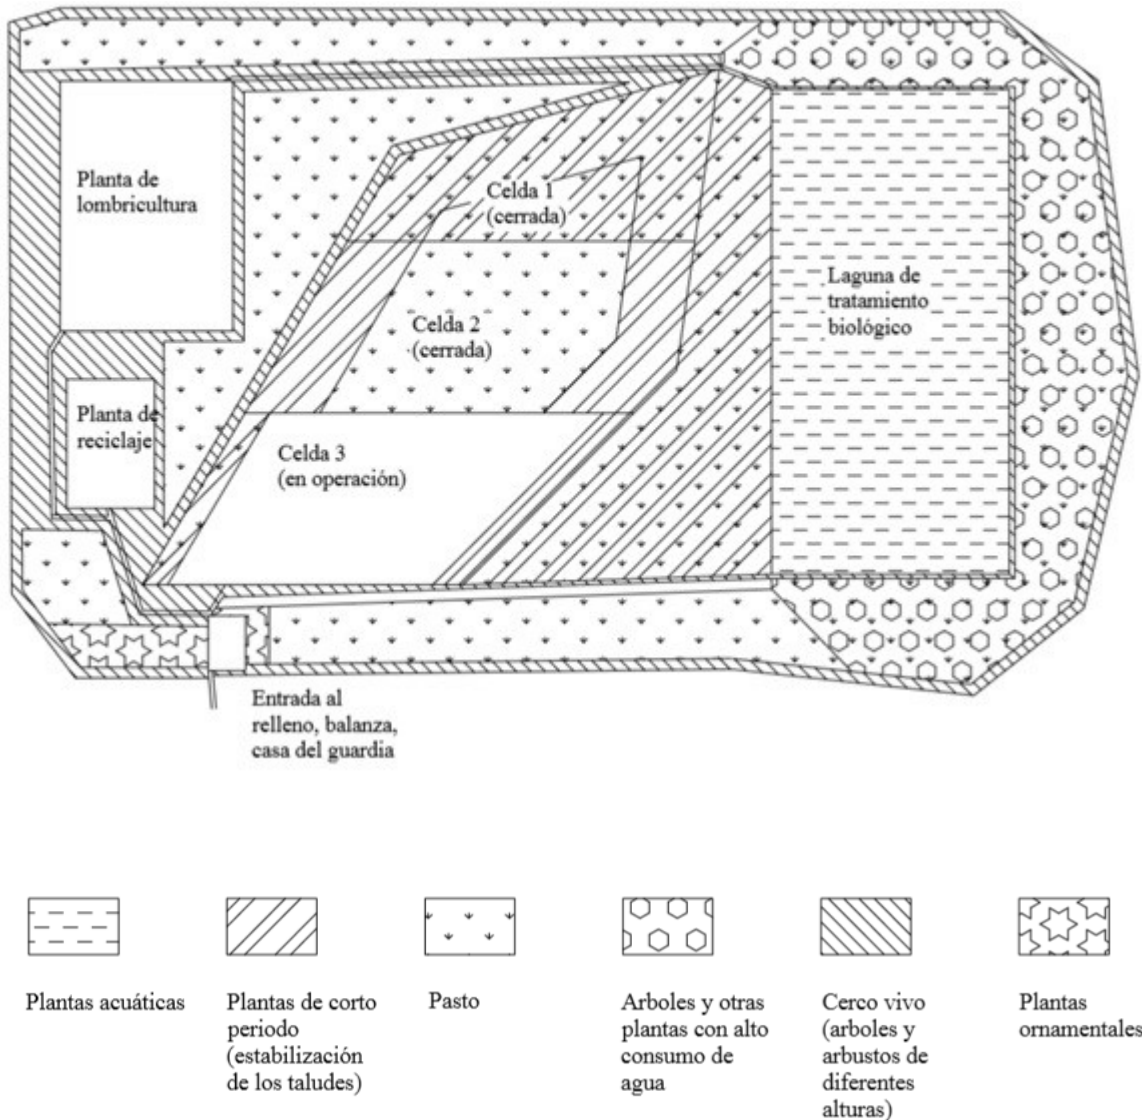 Planta de
lombricultura
Celda 1
(cerrada)
Laguna de
tratamiento
biológico
Celda 2
(cerrada)
Planta de
reciclaje
Celda 3
(en operación)
Entrada al
relleno, balanza,
casa del guardia
Plantas acuáticas
Plantas de corto
periodo
(estabilización
de los taludes)
Pasto
Arboles y otras
plantas con alto
consumo de
agua
Cerco vivo
(arboles y
arbustos de
diferentes
alturas)
Plantas
ornamentales